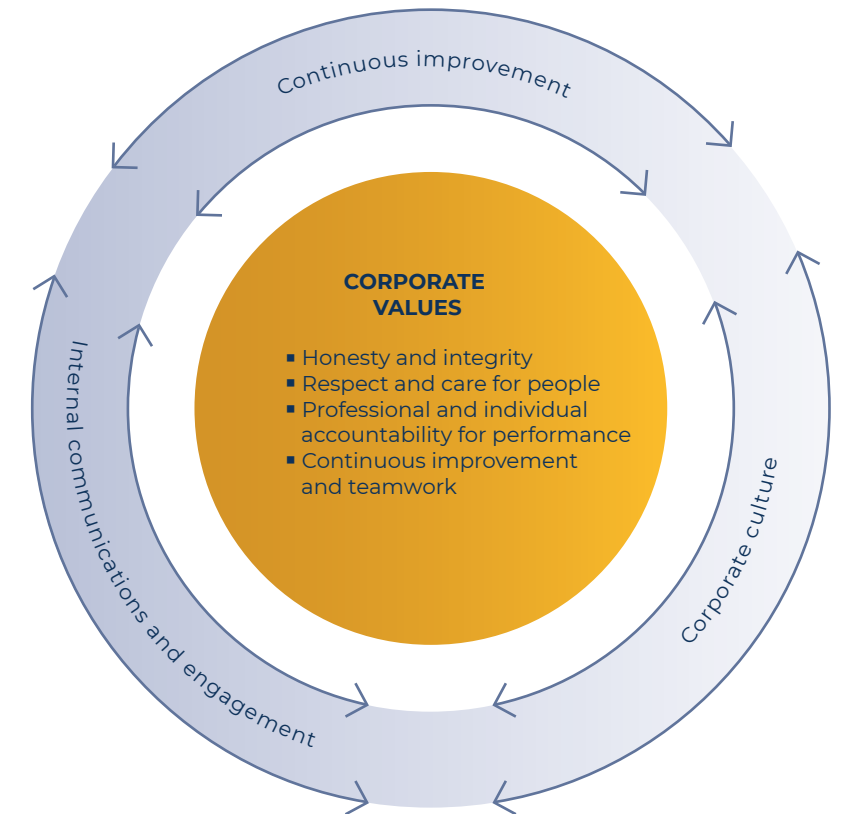 Continuous improvement
CORPORATE
VALUES
▪ Honesty and integrity
▪ Respect and care for people
▪ Professional and individual
accountability for performance
▪ Continuous improvement
and teamwork
Internal communications and engagement
Corporate culture